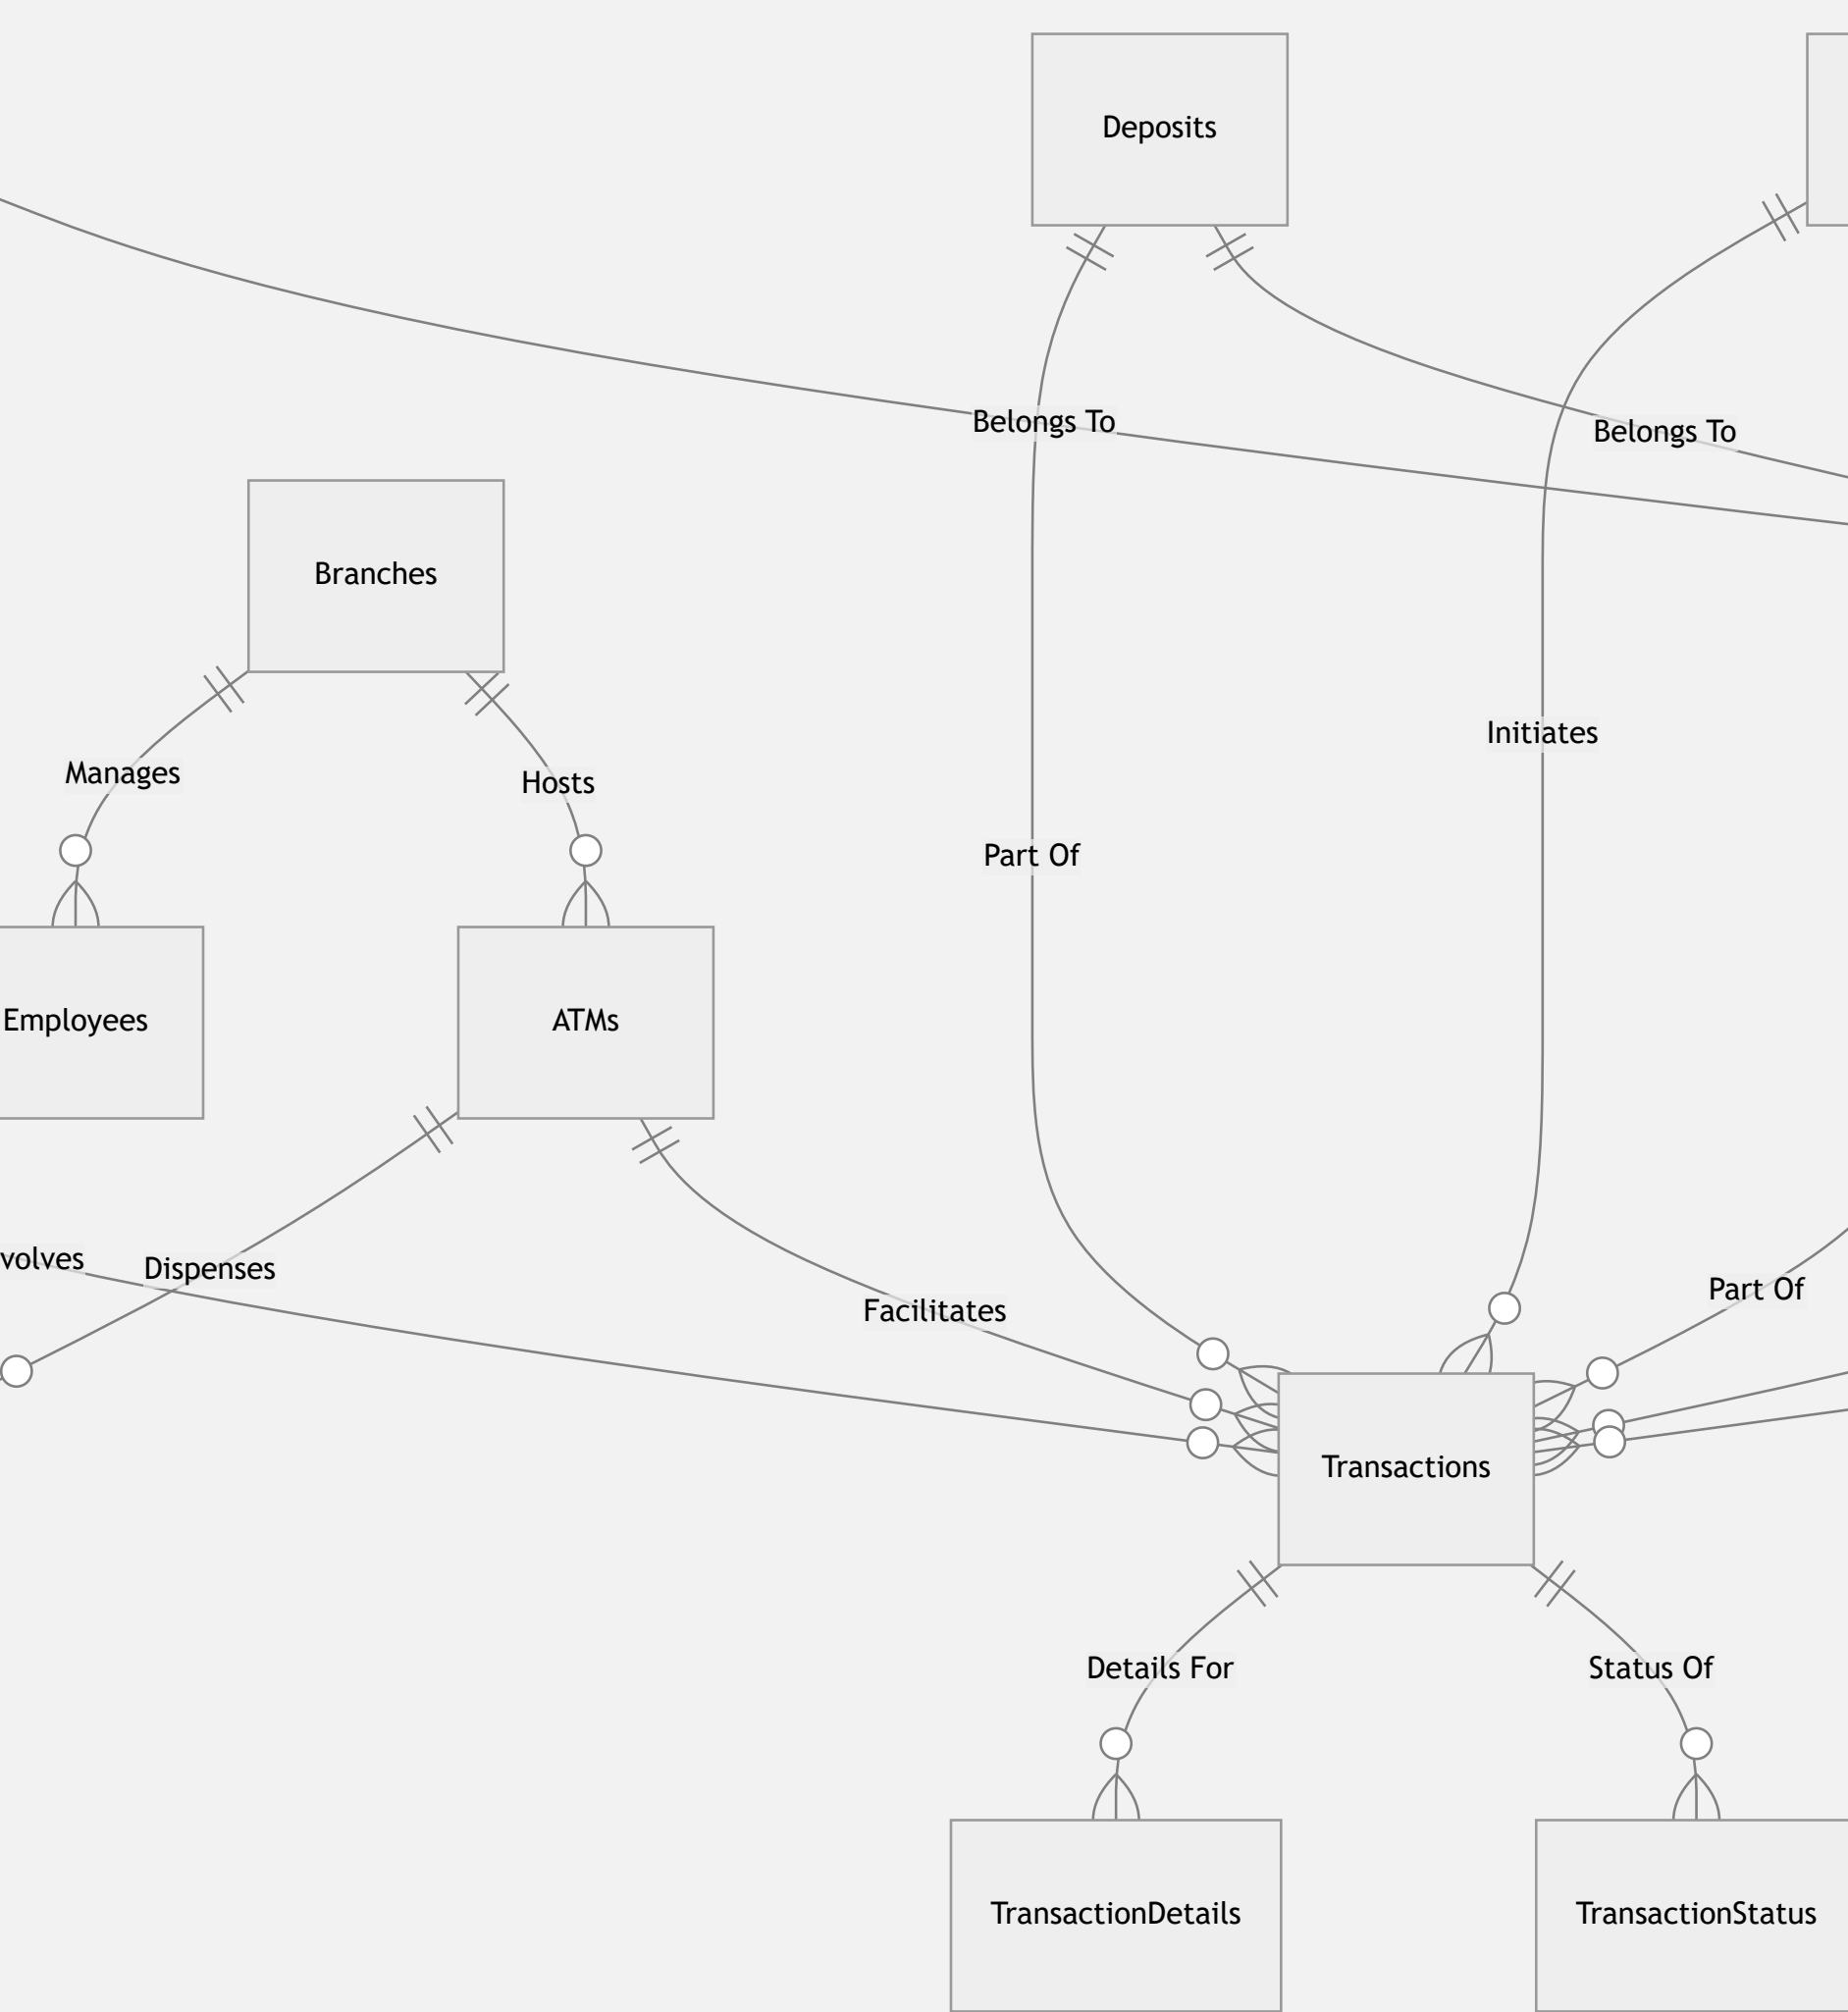 Deposits
Belongs To
Belongs To
Branches
Initiates
Manages
Hosts
Part Of
Employees
ATMs
volves
Dispenses
Part Of
Facilitates
Transactions
Details For
Status Of
TransactionDetails
TransactionStatus